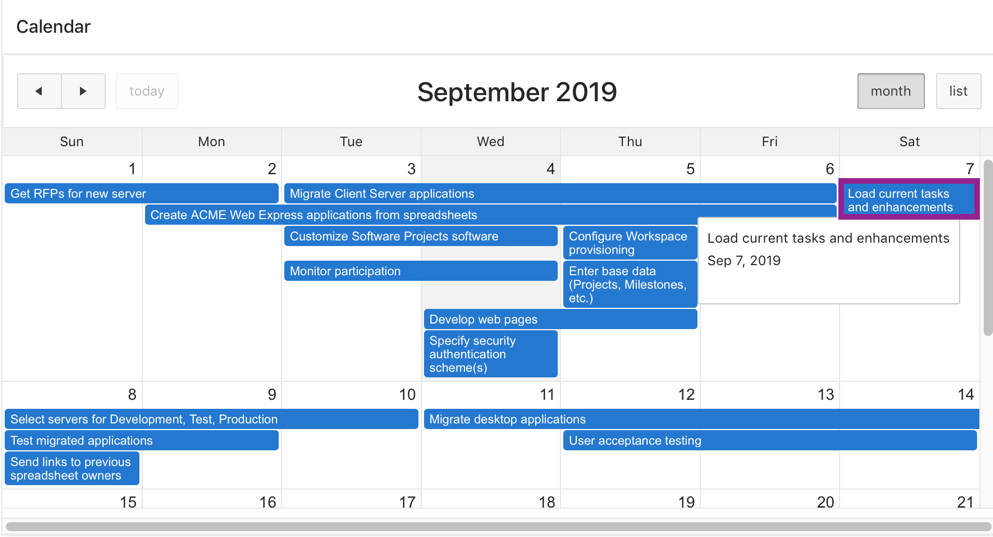 Calendar
today
September 2019
month
list
Sun Mon Tue Wed Thu Fri Sat
1 2 3 4 5 6 7
Get RFPs for new server
Migrate Client Server applications
Load current tasks
and enhancements
Create ACME Web Express applications from spreadsheets
Customize Software Projects software
Configure Workspace
provisioning
Load current tasks and enhancements
Sep 7, 2019
Monitor participation
Enter base data
(Projects, Milestones,
etc.)
Develop web pages
Specify security
authentication
scheme(s)
8 9 10 11 12 13 14
Select servers for Development, Test, Production
Migrate desktop applications
Test migrated applications
User acceptance testing
Send links to previous
spreadsheet owners
15 16 17 18 19 20 21